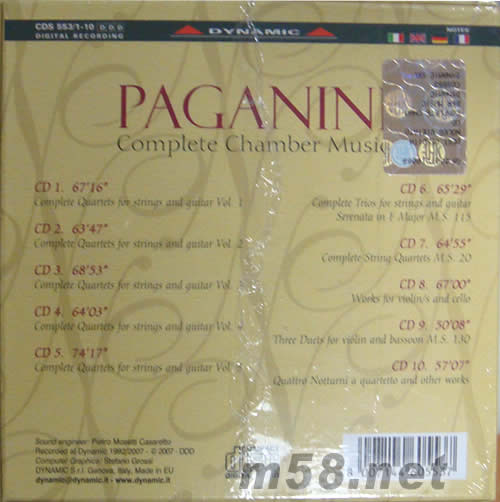 CDS 553/1-10 D D D
DIGITAL RECORDING
DYNAMIC
NOTES
PAGANINI
Complete Chamber Music
CD 1. 67'16"
Complete Quartets for strings and guitar Vol. 1
CD 2. 63'47"
Complete Quartets for strings and guitar Vol. 2
CD 3. 68'53"
Complete Quartets for strings and guitar Vol.
CD 4. 64'03"
Complete Quartets for strings and guitar Vol. 4
CD 5. 74'17"
Complete Quartets for strings and guitar Vol.
CD 6. 65'29"
Complete Trios for strings and guitar
Serenata in F Major M.S. 115
CD 7. 64'55"
Complete String Quartets M.S. 20
CD 8. 67'00"
Works for violin/s and cello
CD 9. 50'08"
Three Duets for violin and bassoon M.S. 130
CD 10. 57'07"
Quattro Notturni a quartetto and other works
Sound engineer: Pietro Mosetti Casaretto
Recorded at Dynamic 1992/2007 - © 2007 - DDD
Computer Graphics: Stefano Grossi
DYNAMIC S.r.l. Genova, Italy, Made in EU
dynamic@dynamic.it - www.dynamic.it
m58.net